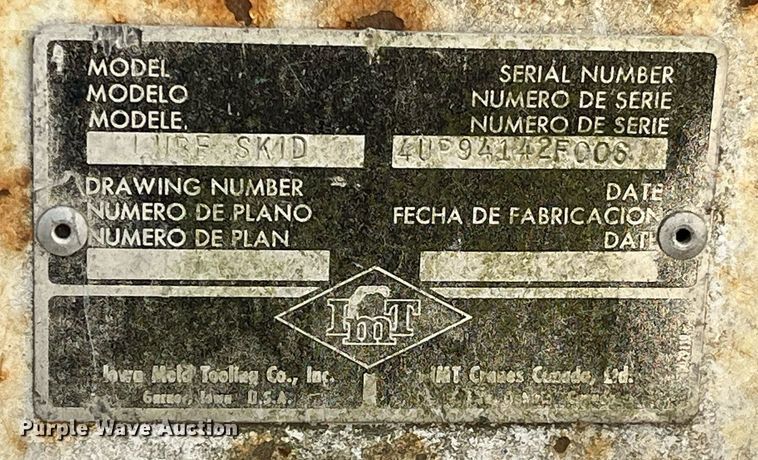 MODEL
MODELO
MODELE
LUBE SKID
SERIAL NUMBER
NUMERO DE SERIE
NUMERO DE SERIE
DRAWING NUMBER
NUMERO DE PLANO
NUMERO DE PLAN
DATE
FECHA DE FABRICACION
DATE
IMT
Iowa Mold Tooling Co., Inc.
Garner, Iowa U.S.A.
IMT Cranes Canada, Ltd.
Purple Wave Auction